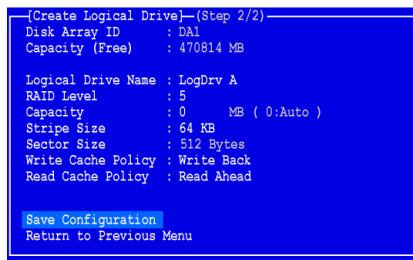 [Create Logical Drive]—(Step 2/2)
Disk Array ID : DA1
Capacity (Free) : 470814 MB
Logical Drive Name : LogDrv A
RAID Level : 5
Capacity : 0 MB ( 0:Auto )
Stripe Size : 64 KB
Sector Size : 512 Bytes
Write Cache Policy : Write Back
Read Cache Policy : Read Ahead
Save Configuration
Return to Previous Menu